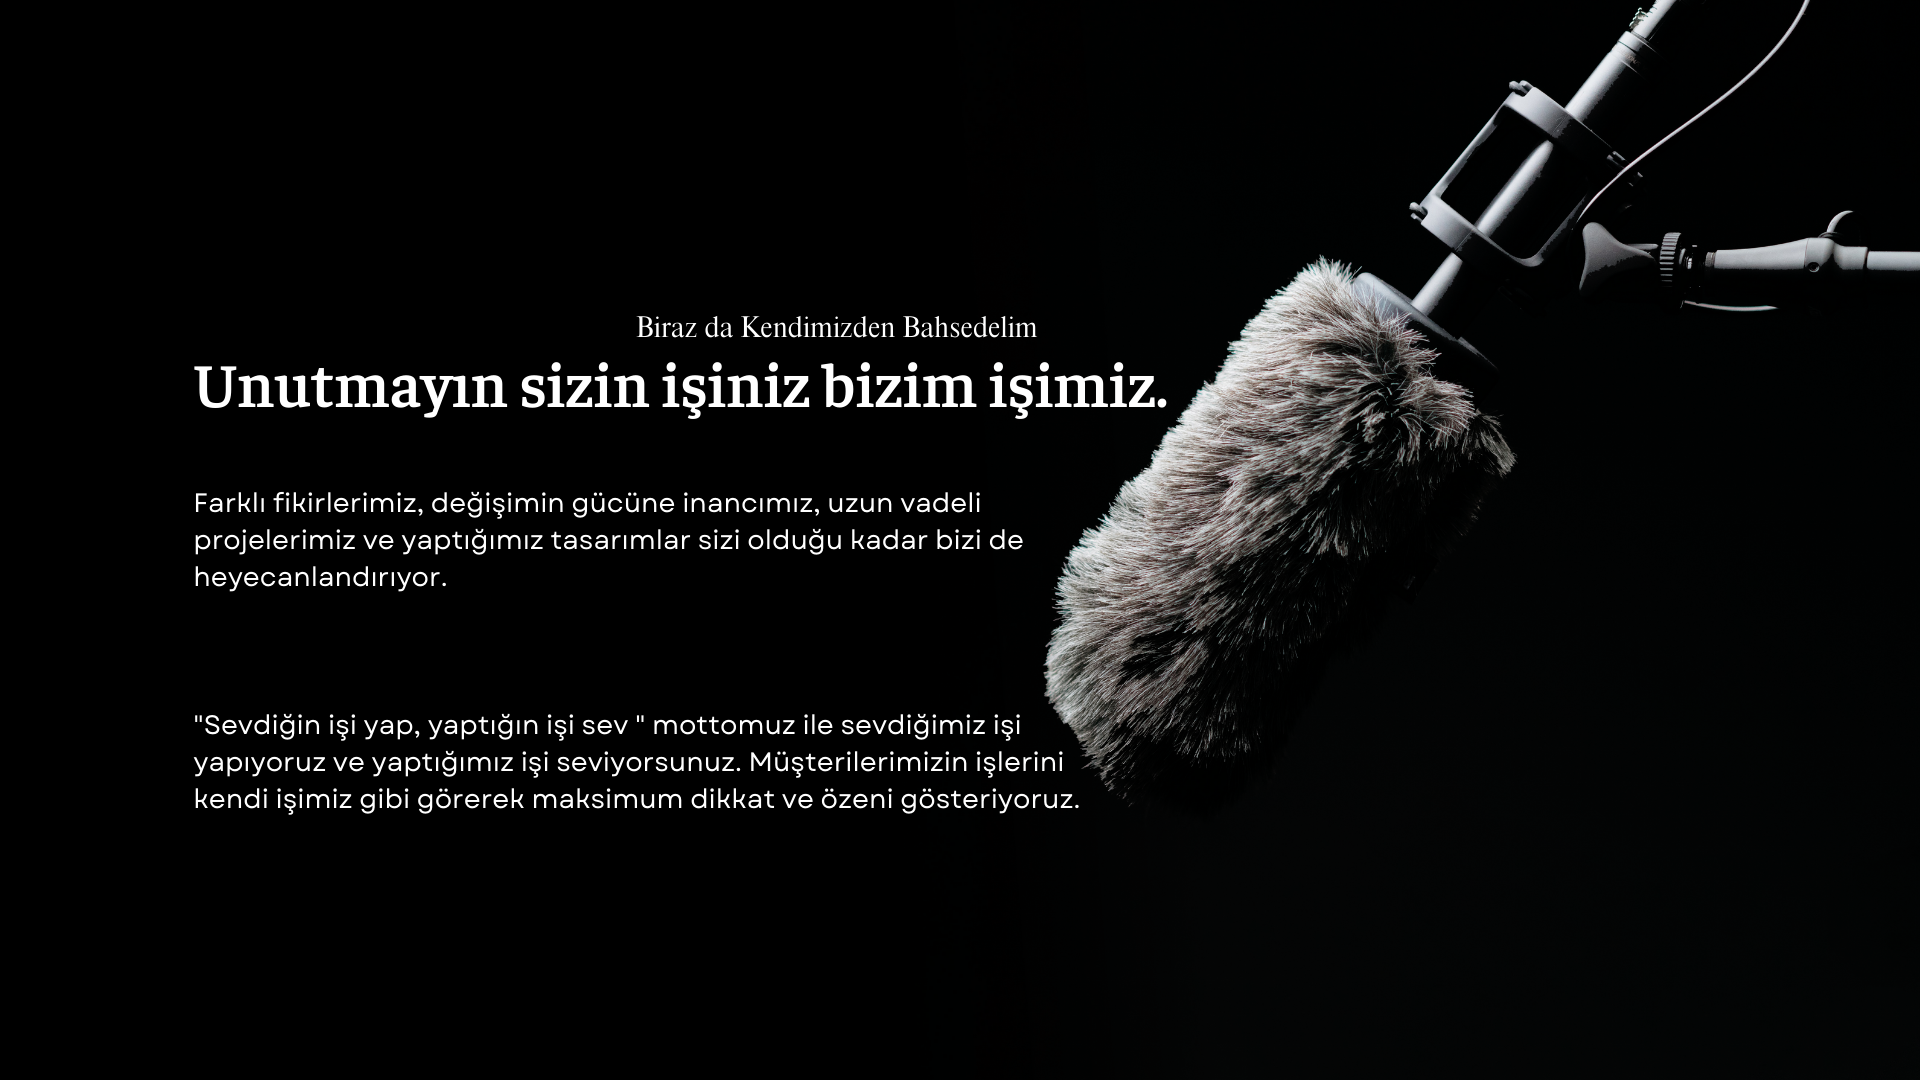 Biraz da Kendimizden Bahsedelim
Unutmayın sizin işiniz bizim işimiz.
Farklı fikirlerimiz, değişimin gücüne inancımız, uzun vadeli
projelerimiz ve yaptığımız tasarımlar sizi olduğu kadar bizi de
heyecanlandırıyor.
"Sevdiğin işi yap, yaptığın işi sev " mottomuz ile sevdiğimiz işi
yapıyoruz ve yaptığımız işi seviyorsunuz. Müşterilerimizin işlerini
kendi işimiz gibi görerek maksimum dikkat ve özeni gösteriyoruz.